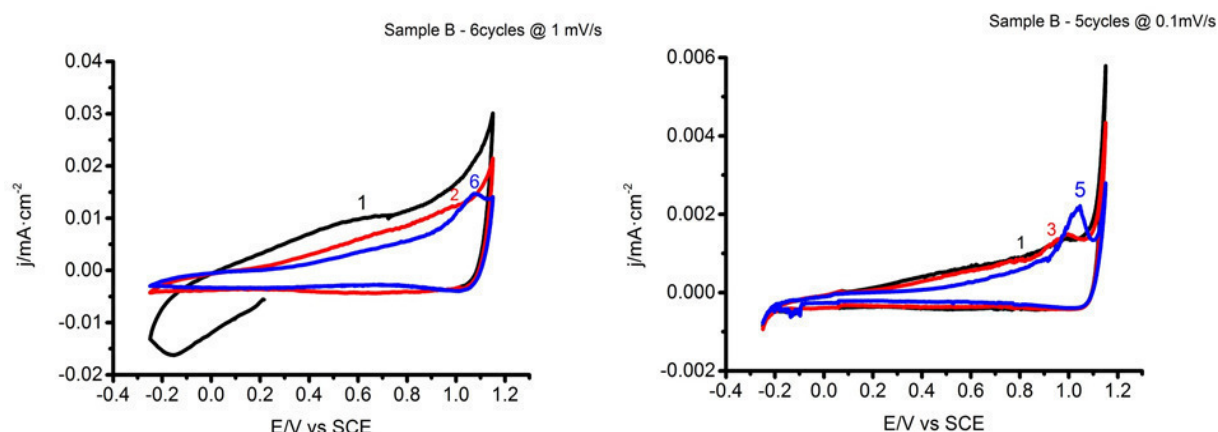 Sample B - 6cycles @ 1 mV/s
0.04
0.03
0.02
0.01
0.00
-0.01
-0.02
j/mA·cm-2
1
2
6
-0.4 -0.2 0.0 0.2 0.4 0.6 0.8 1.0 1.2
E/V vs SCE
Sample B - 5cycles @ 0.1mV/s
0.006
0.004
0.002
0.000
-0.002
j/mA·cm-2
1
3
5
-0.4 -0.2 0.0 0.2 0.4 0.6 0.8 1.0 1.2
E/V vs SCE